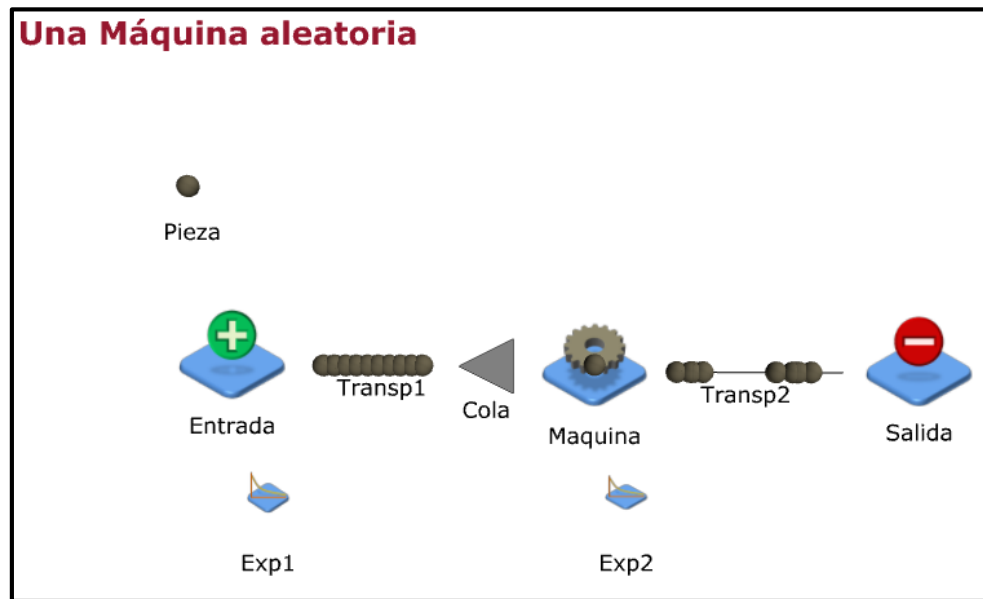 Una Máquina aleatoria
Pieza
Transp1
Transp2
Cola
Entrada
Maquina
Salida
Exp1
Exp2